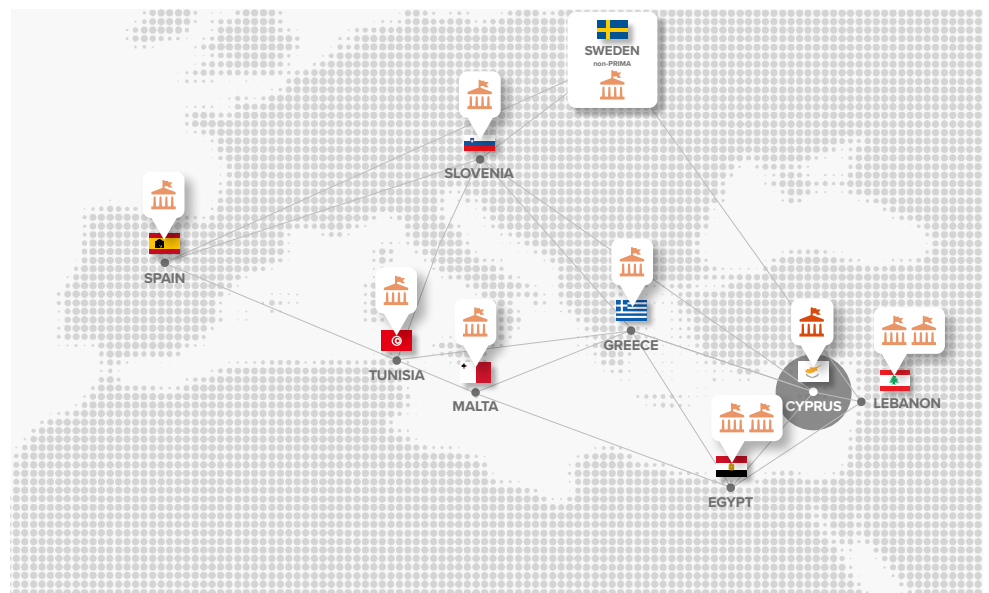 SWEDEN
non-PRIMA
SLOVENIA
SPAIN
GREECE
TUNISIA
MALTA
CYPRUS
LEBANON
EGYPT